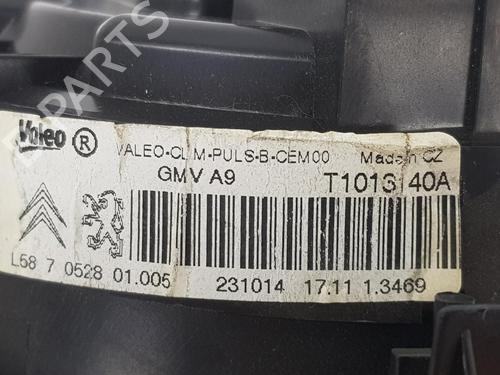 B-PARTS
Valeo ® VALEO-CLIM-PULS-B-CEM00 Made in CZ
GMV A9 T1013140A
L58 7 0528 01.005 231014 17.11 1.3469